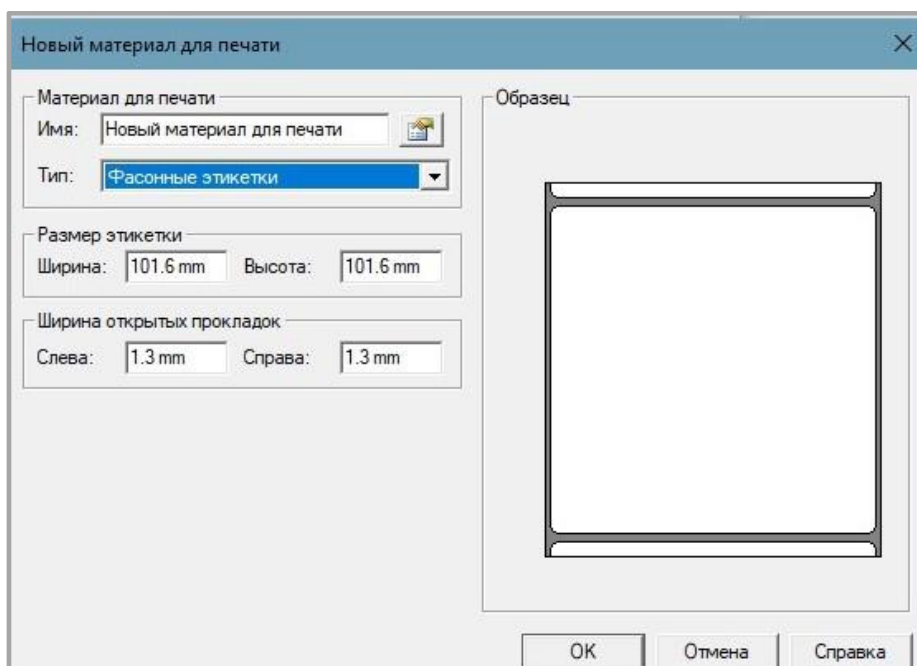 Новый материал для печати
Материал для печати
Имя: Новый материал для печати
Тип: Фасонные этикетки
Размер этикетки
Ширина: 101.6 mm Высота: 101.6 mm
Ширина открытых прокладок
Слева: 1.3 mm Справа: 1.3 mm
Образец
OK Отмена Справка